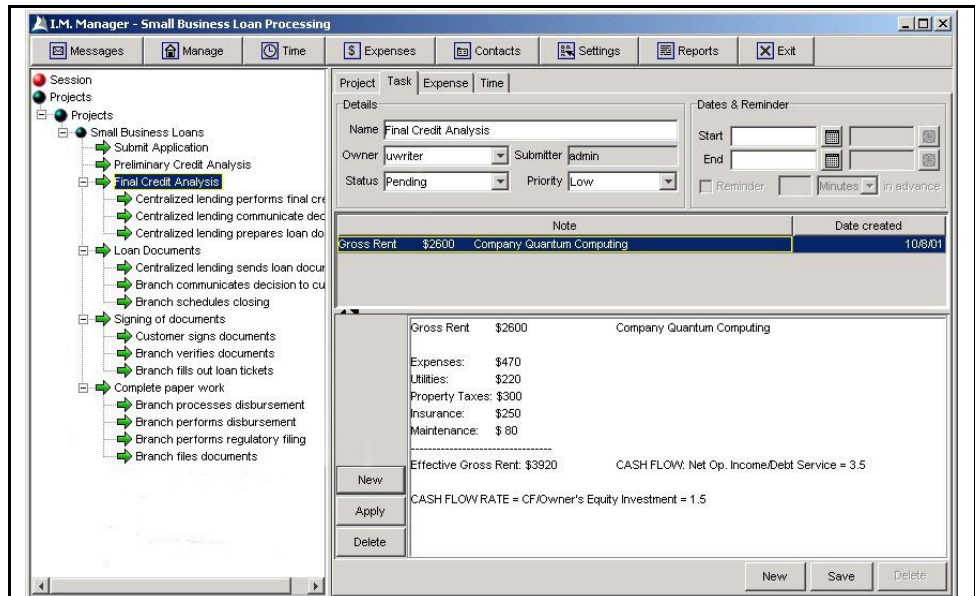 I.M. Manager - Small Business Loan Processing
Messages Manage Time $ Expenses Contacts Settings Reports Exit
Session
Projects
Projects
Small Business Loans
Submit Application
Preliminary Credit Analysis
Final Credit Analysis
Centralized lending performs final cre
Centralized lending communicate dec
Centralized lending prepares loan do
Loan Documents
Centralized lending sends loan docur
Branch communicates decision to cu
Branch schedules closing
Signing of documents
Customer signs documents
Branch verifies documents
Branch fills out loan tickets
Complete paper work
Branch processes disbursement
Branch performs disbursement
Branch performs regulatory filing
Branch files documents
Project Task Expense Time
Details
Name Final Credit Analysis
Owner uwriter Submitter admin
Status Pending Priority Low
Dates & Reminder
Start
End
Reminder Minutes in advance
Note Date created
Gross Rent $2600 Company Quantum Computing 10/8/01
Gross Rent $2600 Company Quantum Computing
Expenses: $470
Utilities: $220
Property Taxes: $300
Insurance: $250
Maintenance: $ 80
--------------------------------
Effective Gross Rent: $3920 CASH FLOW: Net Op. Income/Debt Service = 3.5
CASH FLOW RATE = CF/Owner's Equity Investment = 1.5
New
Apply
Delete
New Save Delete